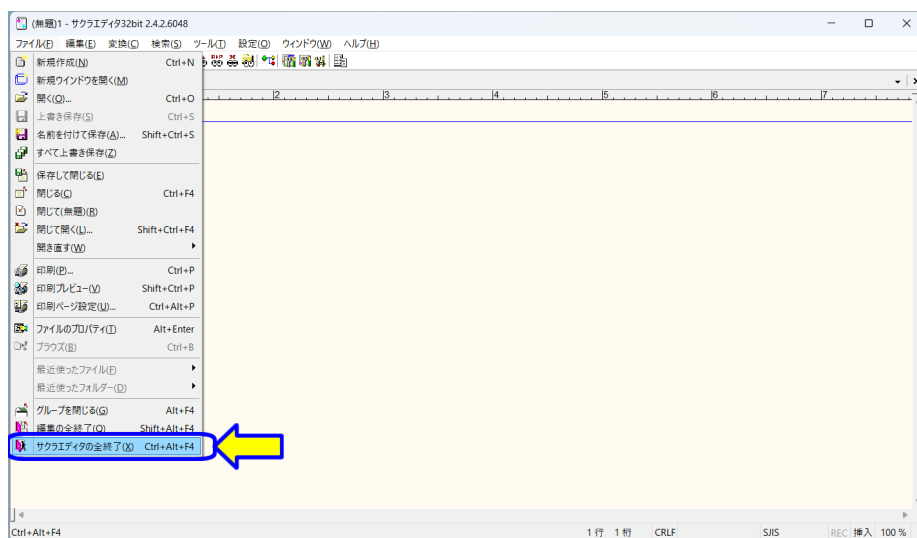 (無題)1 - サクラエディタ32bit 2.4.2.6048
ファイル(F) 編集(E) 変換(C) 検索(S) ツール(T) 設定(O) ウィンドウ(W) ヘルプ(H)
新規作成(N) Ctrl+N
新規ウインドウを開く(M)
開く(O)... Ctrl+O
上書き保存(S) Ctrl+S
名前を付けて保存(A)... Shift+Ctrl+S
すべて上書き保存(Z)
保存して閉じる(E)
閉じる(C) Ctrl+F4
閉じて(無題)(R)
閉じて開く(L)... Shift+Ctrl+F4
開き直す(W)
印刷(P)... Ctrl+P
印刷プレビュー(V) Shift+Ctrl+P
印刷ページ設定(U)... Ctrl+Alt+P
ファイルのプロパティ(T) Alt+Enter
ブラウズ(B) Ctrl+B
最近使ったファイル(F)
最近使ったフォルダー(D)
グループを閉じる(G) Alt+F4
編集の全終了(Q) Shift+Alt+F4
サクラエディタの全終了(X) Ctrl+Alt+F4
2 3 4 5 6 7
Ctrl+Alt+F4 1 行 1 桁 CRLF SJIS REC 挿入 100 %